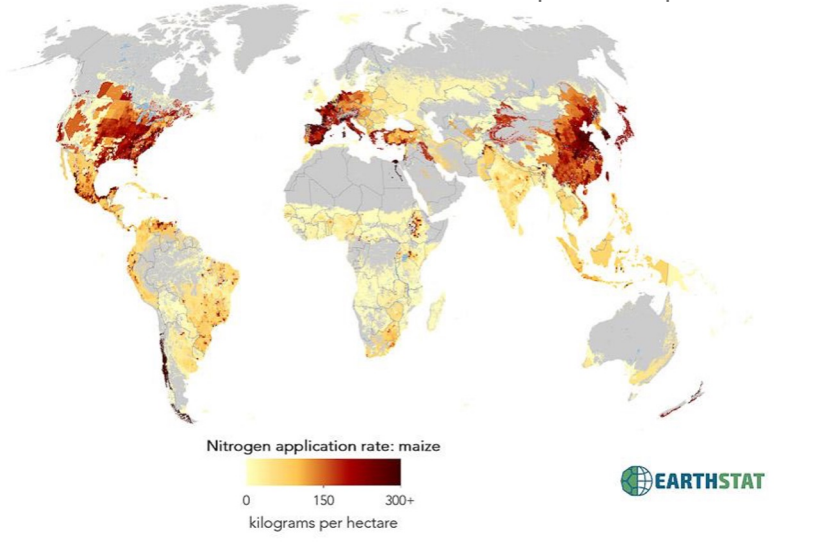 Nitrogen application rate: maize
0 150 300+
kilograms per hectare
EARTHSTAT